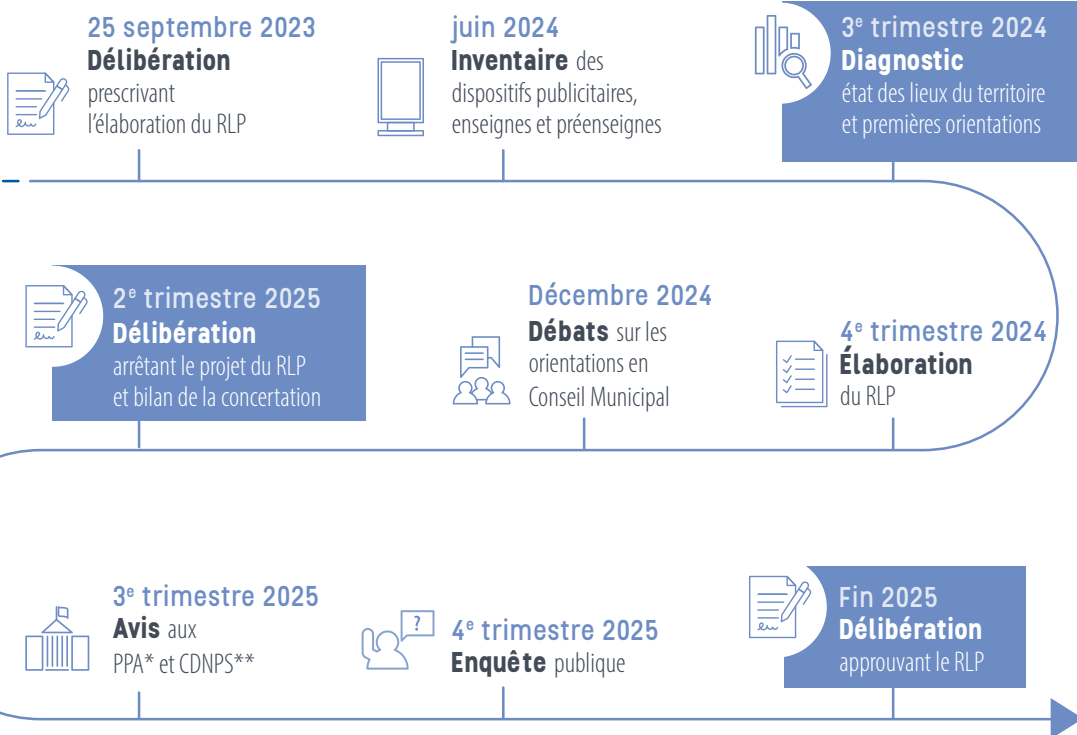 25 septembre 2023
Délibération
prescrivant
l'élaboration du RLP
juin 2024
Inventaire des
dispositifs publicitaires,
enseignes et préenseignes
3e trimestre 2024
Diagnostic
état des lieux du territoire
et premières orientations
4e trimestre 2024
Élaboration
du RLP
Décembre 2024
Débats sur les
orientations en
Conseil Municipal
2e trimestre 2025
Délibération
arrêtant le projet du RLP
et bilan de la concertation
3e trimestre 2025
Avis aux
PPA* et CDNPS**
?
4e trimestre 2025
Enquête publique
Fin 2025
Délibération
approuvant le RLP